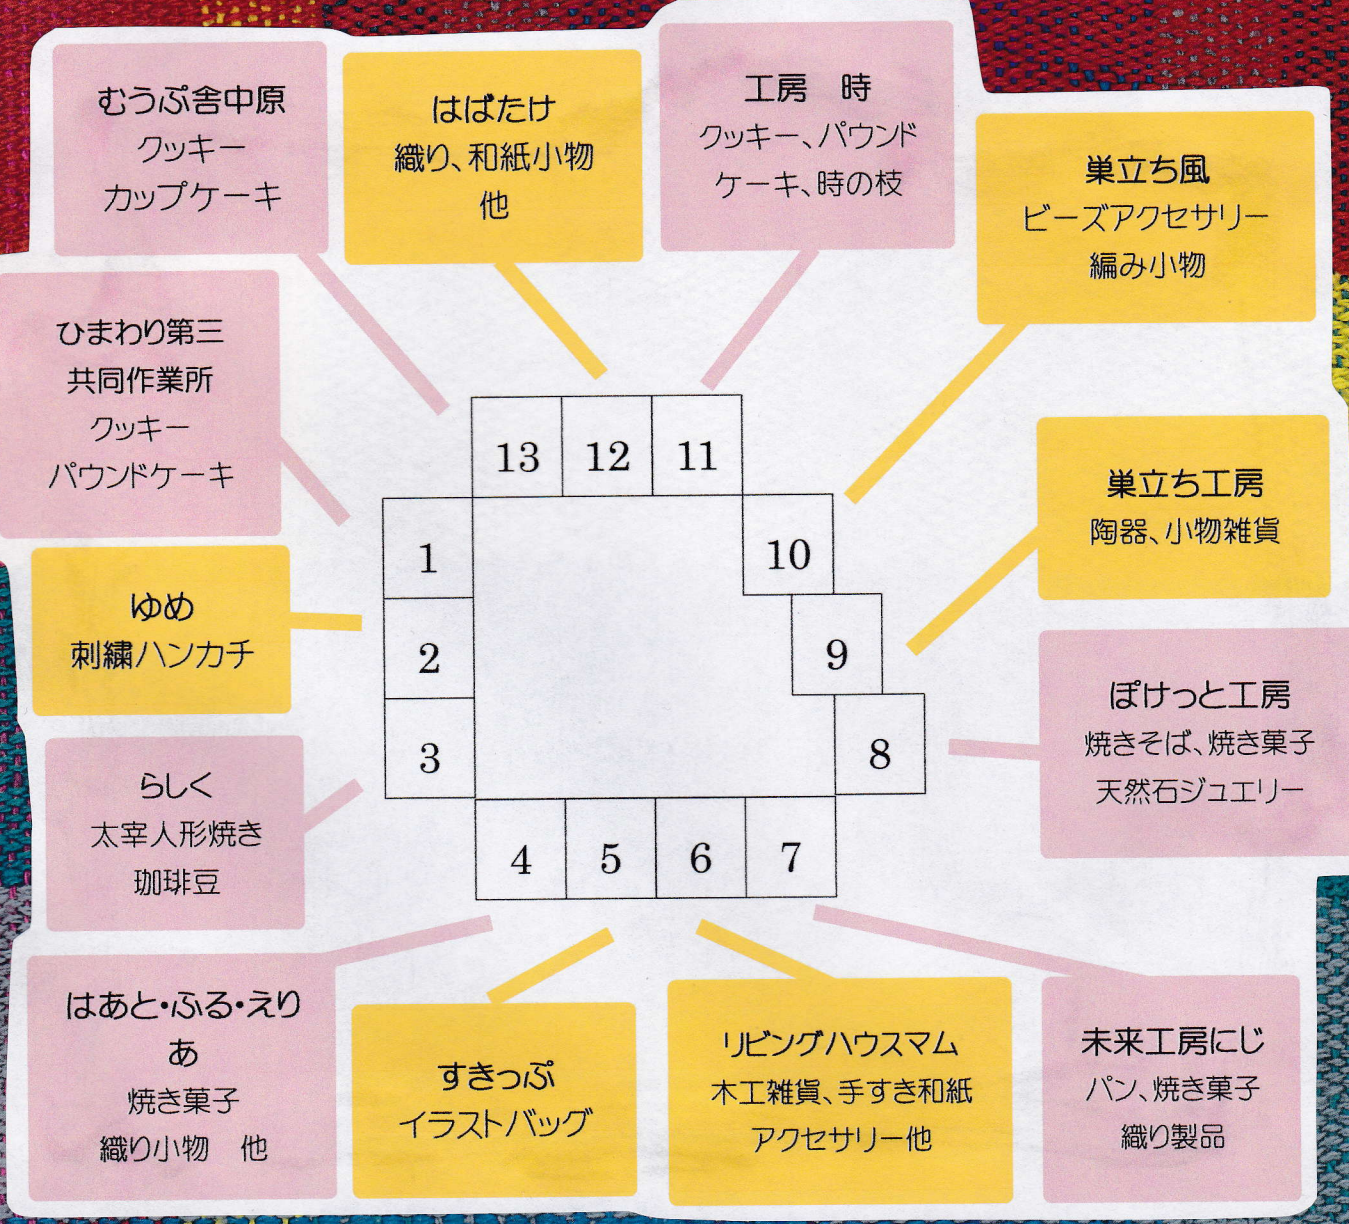 むうぷ舎中原
クッキー
カップケーキ
はばたけ
織り、和紙小物
他
工房　時
クッキー、パウンド
ケーキ、時の枝
巣立ち風
ビーズアクセサリー
編み小物
ひまわり第三
共同作業所
クッキー
パウンドケーキ
ゆめ
刺繍ハンカチ
らしく
太宰人形焼き
珈琲豆
13 12 11
1
10
2
9
3
8
4 5 6 7
巣立ち工房
陶器、小物雑貨
ぽけっと工房
焼きそば、焼き菓子
天然石ジュエリー
はあと・ふる・えり
あ
焼き菓子
織り小物　他
すきっぷ
イラストバッグ
リビングハウスマム
木工雑貨、手すき和紙
アクセサリー他
未来工房にじ
パン、焼き菓子
織り製品